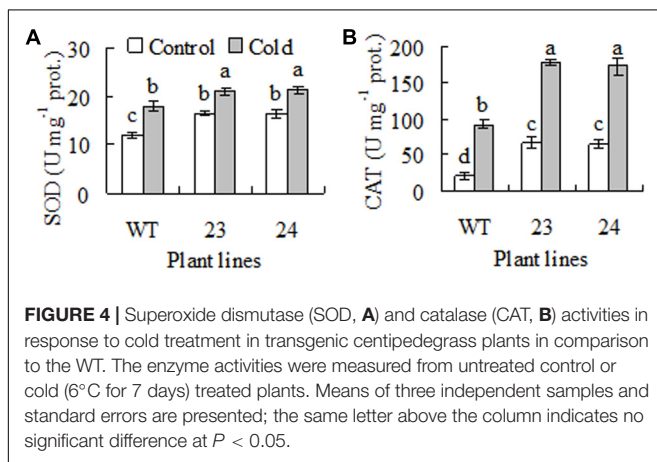 A
B
Control Cold
SOD (U mg⁻¹ prot.)
30
20
10
0
c b b a b a
WT 23 24
Plant lines
CAT (U mg⁻¹ prot.)
200
150
100
50
0
d b c a c a
WT 23 24
Plant lines
FIGURE 4 | Superoxide dismutase (SOD, A) and catalase (CAT, B) activities in
response to cold treatment in transgenic centipedegrass plants in comparison
to the WT. The enzyme activities were measured from untreated control or
cold (6°C for 7 days) treated plants. Means of three independent samples and
standard errors are presented; the same letter above the column indicates no
significant difference at P < 0.05.